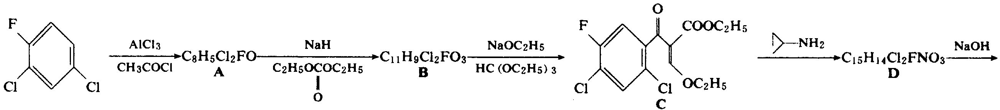 F
Cl
Cl
AlCl3
CH3COCl
C8H5Cl2FO
A
NaH
C2H5OCOC2H5
O
C11H9Cl2FO3
B
NaOC2H5
HC(OC2H5)3
O
F
COOC2H5
Cl
Cl
OC2H5
C
NH2
C15H14Cl2FNO3
D
NaOH